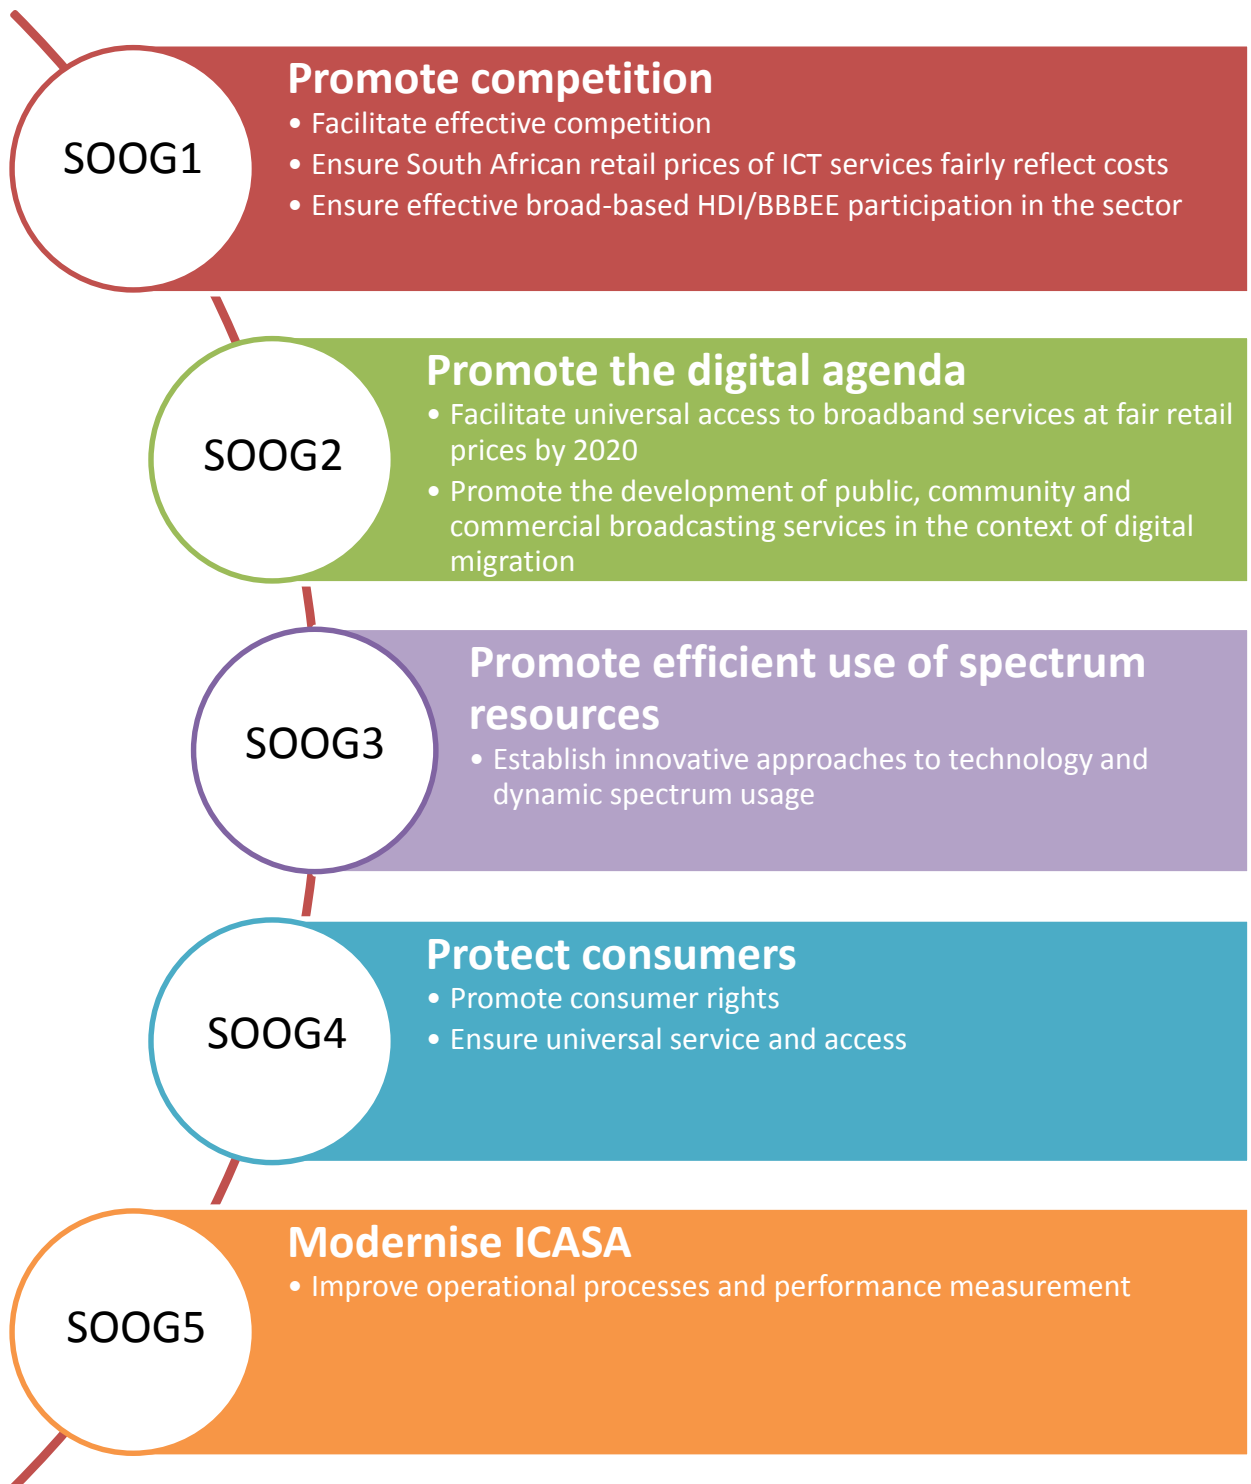 SOOG1
Promote competition
• Facilitate effective competition
• Ensure South African retail prices of ICT services fairly reflect costs
• Ensure effective broad-based HDI/BBBEE participation in the sector
SOOG2
Promote the digital agenda
• Facilitate universal access to broadband services at fair retail
prices by 2020
• Promote the development of public, community and
commercial broadcasting services in the context of digital
migration
SOOG3
Promote efficient use of spectrum
resources
• Establish innovative approaches to technology and
dynamic spectrum usage
SOOG4
Protect consumers
• Promote consumer rights
• Ensure universal service and access
SOOG5
Modernise ICASA
• Improve operational processes and performance measurement